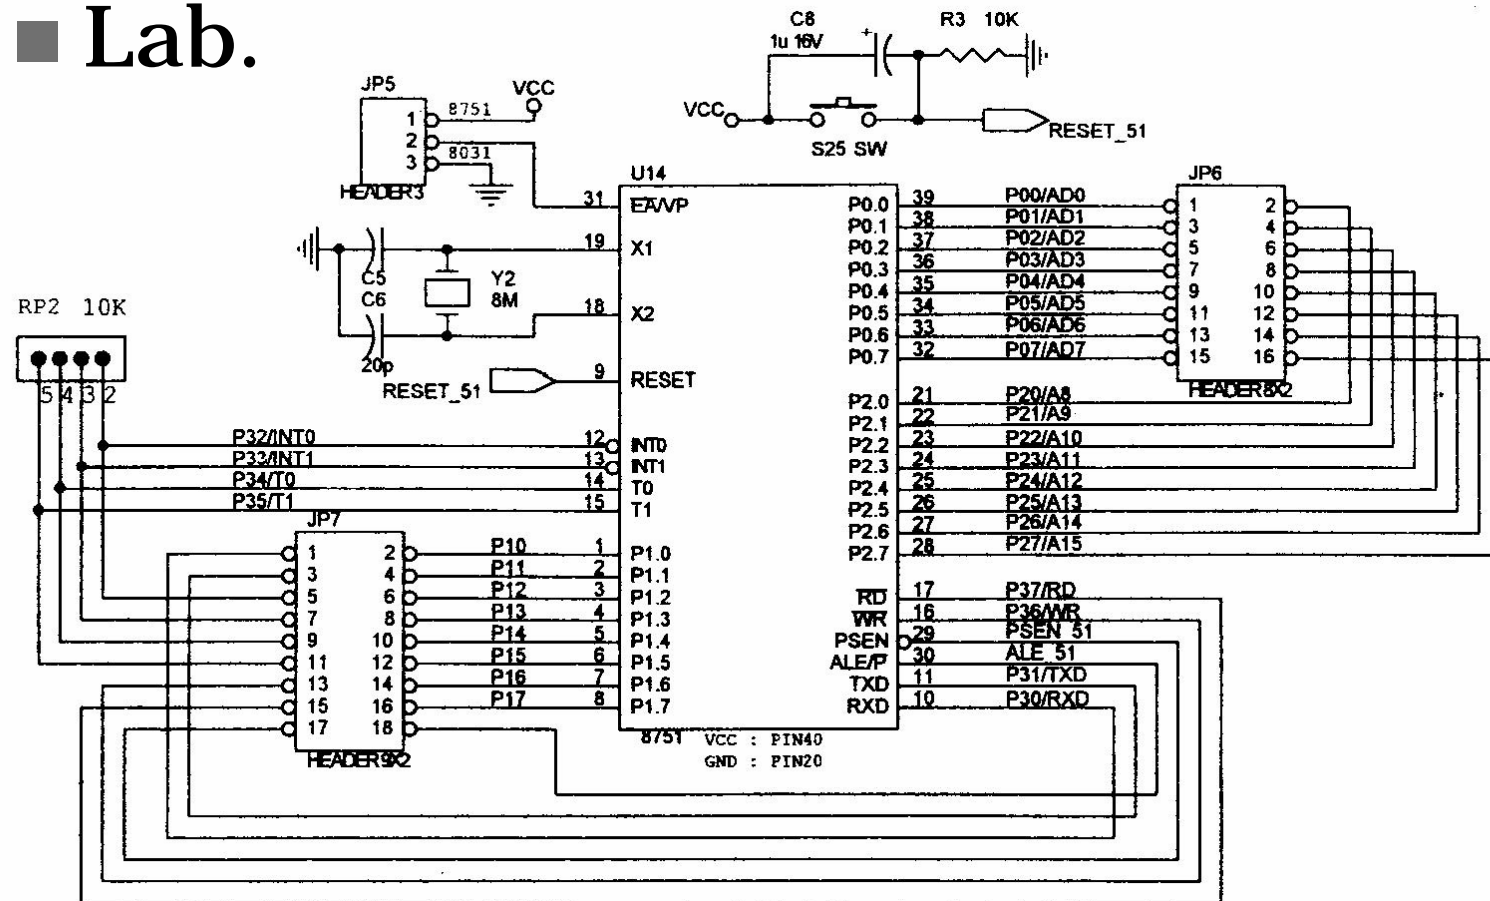 Lab.
C8
1u 16V
+
R3 10K
VCC
S25 SW
RESET_51
JP5
1 8751
2
3 8031
HEADER3
VCC
RP2 10K
5 4 3 2
C5
C6
20p
Y2
8M
RESET_51
U14
31 EA/VP
19 X1
18 X2
9 RESET
P32/INT0 12 INT0
P33/INT1 13 INT1
P34/T0 14 T0
P35/T1 15 T1
JP7
1 2 P10 1 P1.0
3 4 P11 2 P1.1
5 6 P12 3 P1.2
7 8 P13 4 P1.3
9 10 P14 5 P1.4
11 12 P15 6 P1.5
13 14 P16 7 P1.6
15 16 P17 8 P1.7
17 18
HEADER9X2
8751
VCC : PIN40
GND : PIN20
JP6
P0.0 39 P00/AD0 1 2
P0.1 38 P01/AD1 3 4
P0.2 37 P02/AD2 5 6
P0.3 36 P03/AD3 7 8
P0.4 35 P04/AD4 9 10
P0.5 34 P05/AD5 11 12
P0.6 33 P06/AD6 13 14
P0.7 32 P07/AD7 15 16
HEADER8X2
P2.0 21 P20/A8
P2.1 22 P21/A9
P2.2 23 P22/A10
P2.3 24 P23/A11
P2.4 25 P24/A12
P2.5 26 P25/A13
P2.6 27 P26/A14
P2.7 28 P27/A15
RD 17 P37/RD
WR 16 P36/WR
PSEN 29 PSEN_51
ALE/P 30 ALE_51
TXD 11 P31/TXD
RXD 10 P30/RXD